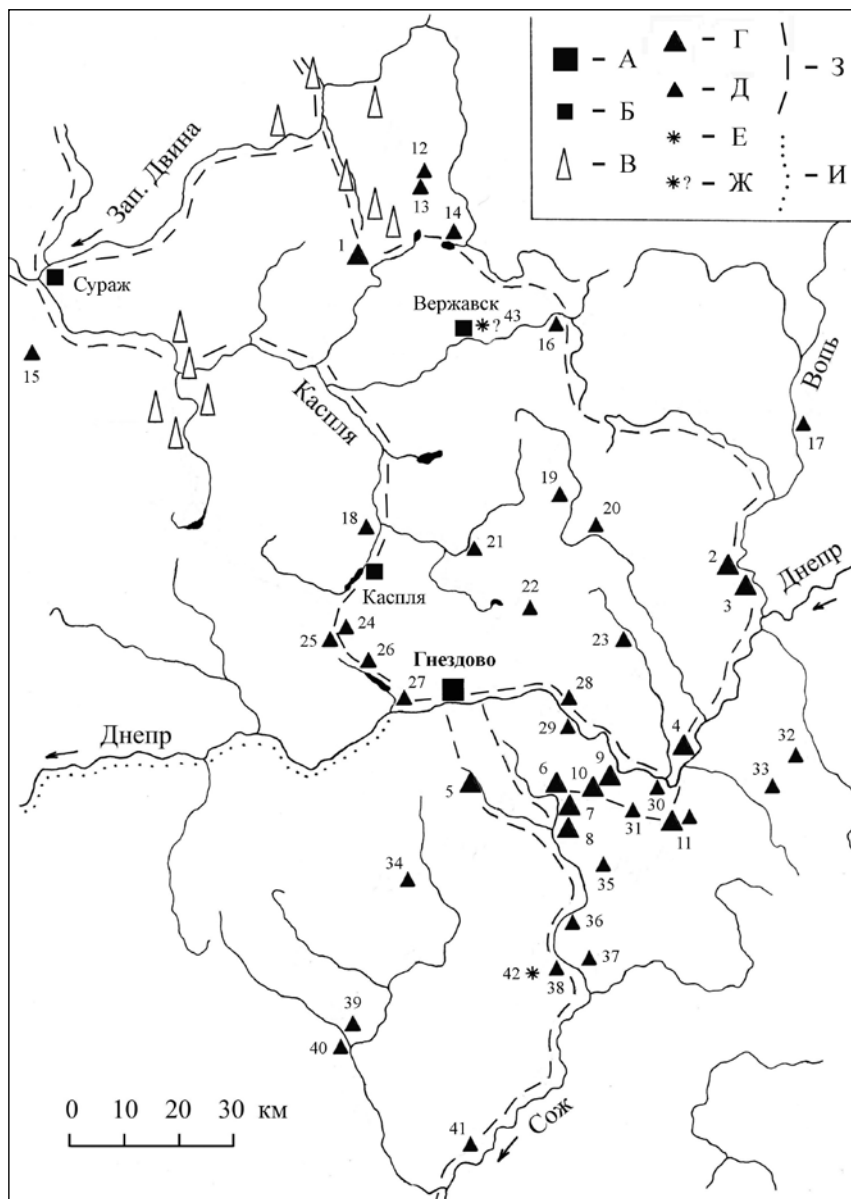 – А
– Б
– В
– Г
– Д
– Е
? – Ж
– З
– И
Зап. Двина
12
13
14
1
Сураж
Вержавск
? 43
16
15
Вопь
17
Каспля
19
20
18
21
2
3
Днепр
Каспля
22
24
25
23
26
Гнездово
27
28
29
4
Днепр
32
33
9
6
10
5
30
7
31
8
11
34
35
36
37
42
38
39
40
0 10 20 30 км
41
Сож